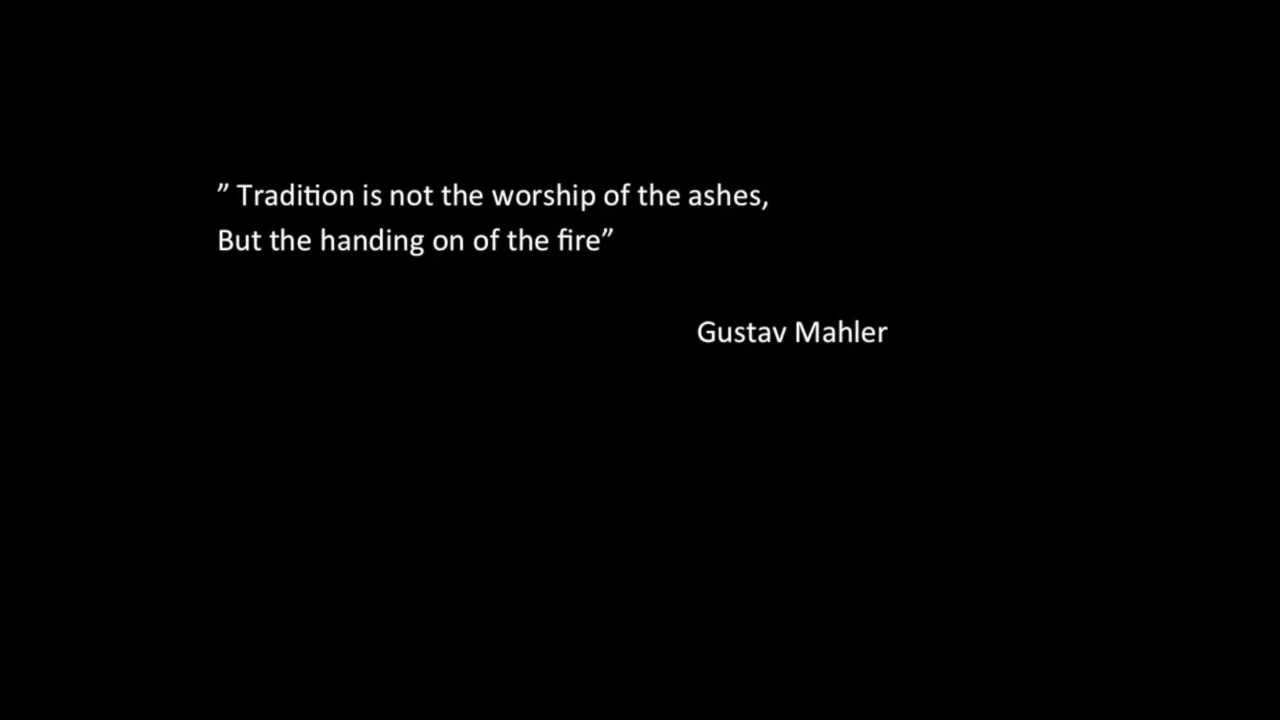 ” Tradition is not the worship of the ashes,
But the handing on of the fire”
Gustav Mahler